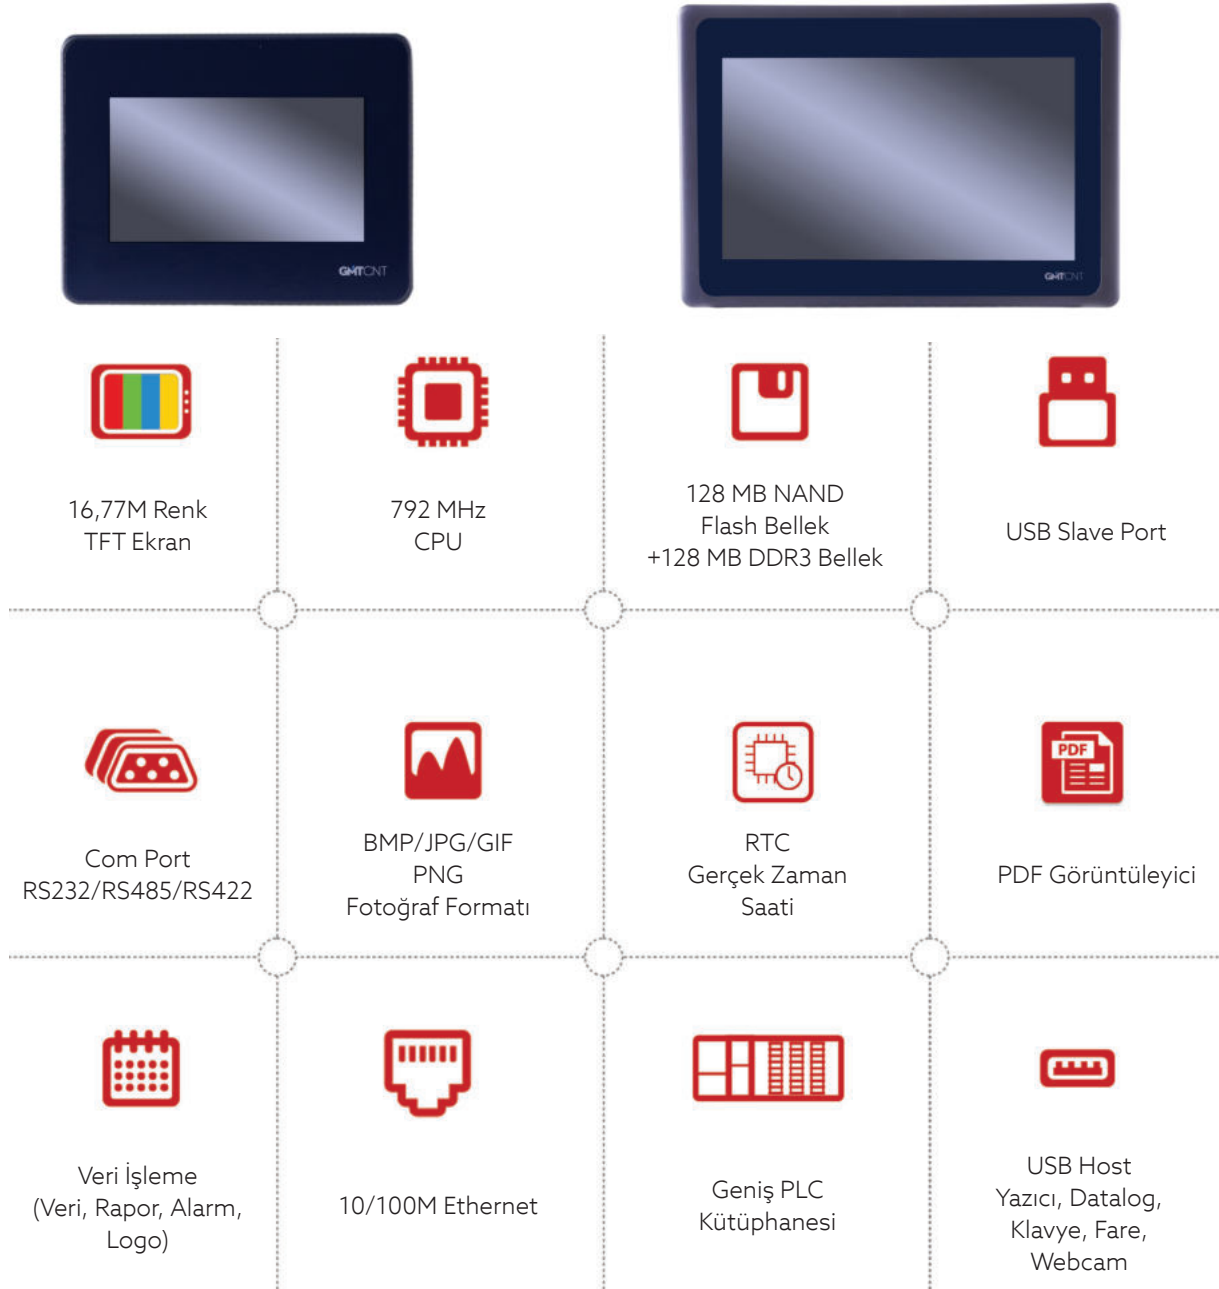 GMTCNT
GMTCNT
16,77M Renk
TFT Ekran
792 MHz
CPU
128 MB NAND
Flash Bellek
+128 MB DDR3 Bellek
USB Slave Port
Com Port
RS232/RS485/RS422
BMP/JPG/GIF
PNG
Fotoğraf Formatı
RTC
Gerçek Zaman
Saati
PDF
PDF Görüntüleyici
Veri İşleme
(Veri, Rapor, Alarm,
Logo)
10/100M Ethernet
Geniş PLC
Kütüphanesi
USB Host
Yazıcı, Datalog,
Klavye, Fare,
Webcam